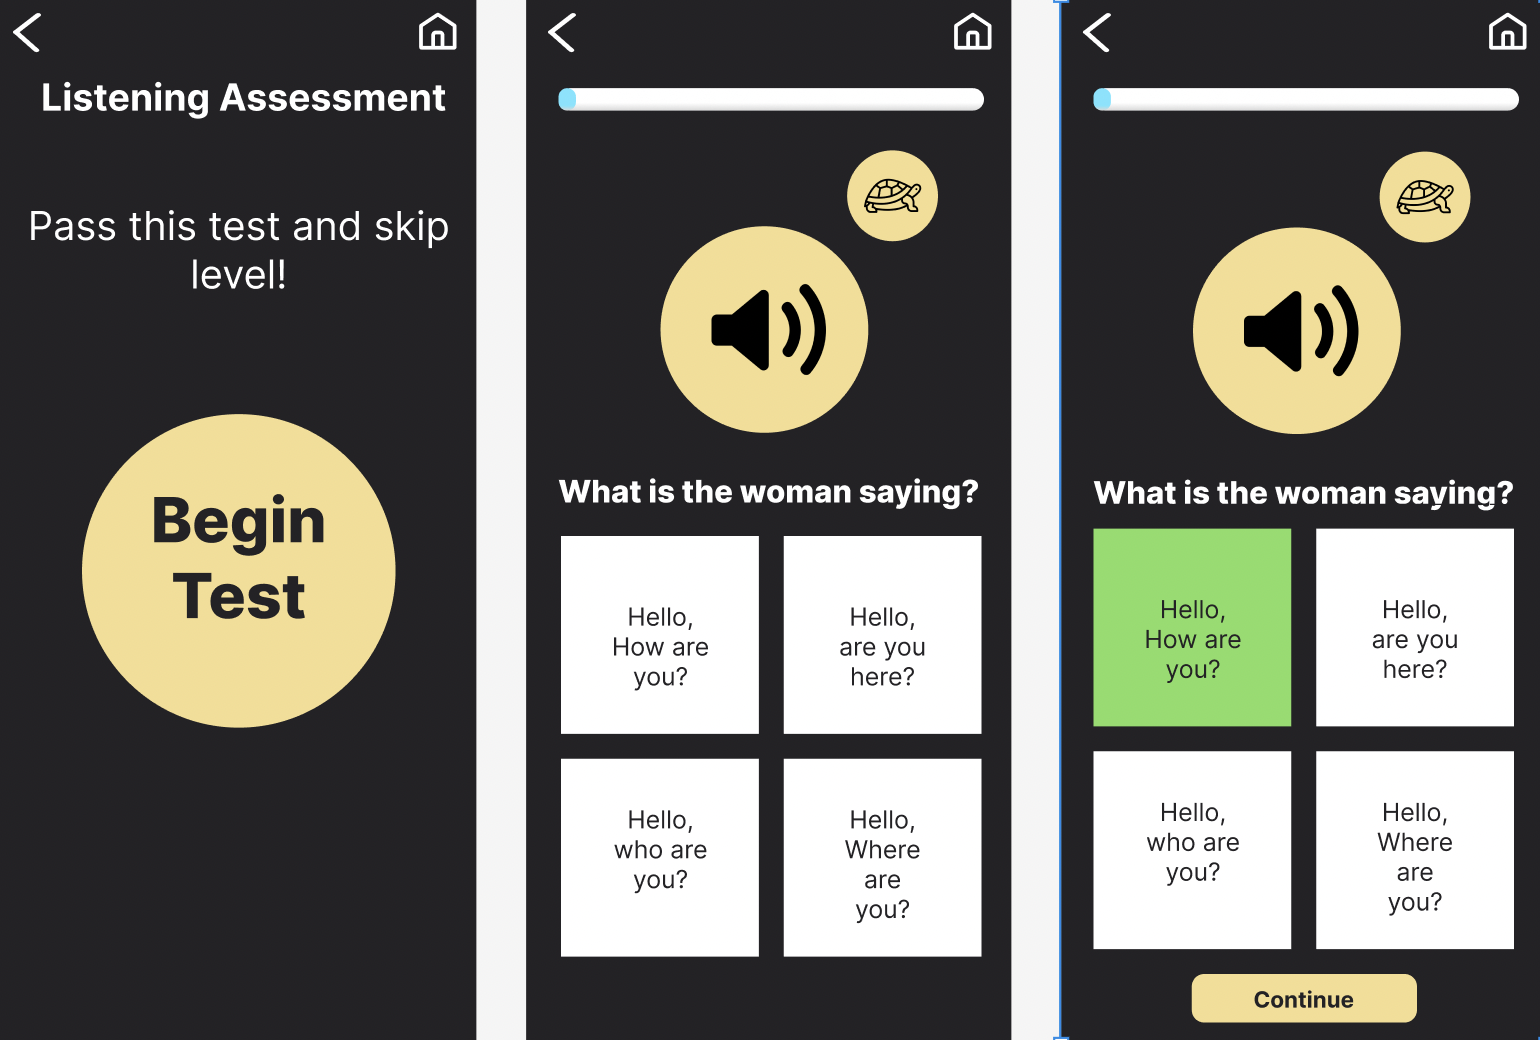 Listening Assessment
Pass this test and skip
level!
Begin
Test
What is the woman saying?
Hello,
How are
you?
Hello,
are you
here?
Hello,
who are
you?
Hello,
Where
are
you?
What is the woman saying?
Hello,
How are
you?
Hello,
are you
here?
Hello,
who are
you?
Hello,
Where
are
you?
Continue